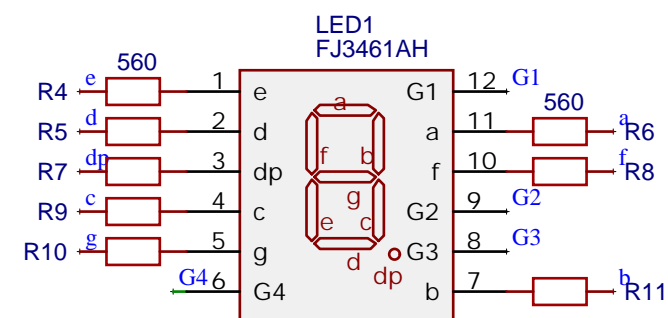 LED1
FJ3461AH
560
R4 e 1 e G1 12 G1
560
R5 d 2 d a 11 a R6
R7 dp 3 dp f 10 f R8
R9 c 4 c G2 9 G2
R10 g 5 g G3 8 G3
G4 6 G4 b 7 b R11
a
f b
g
e c
d dp